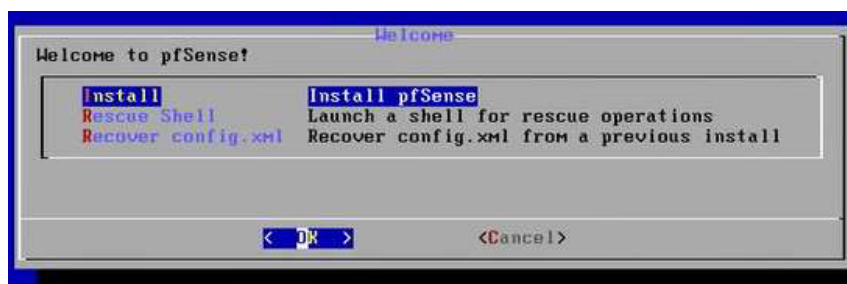 Welcome
Welcome to pfSense!
Install Install pfSense
Rescue Shell Launch a shell for rescue operations
Recover config.xml Recover config.xml from a previous install
< OK > <Cancel>